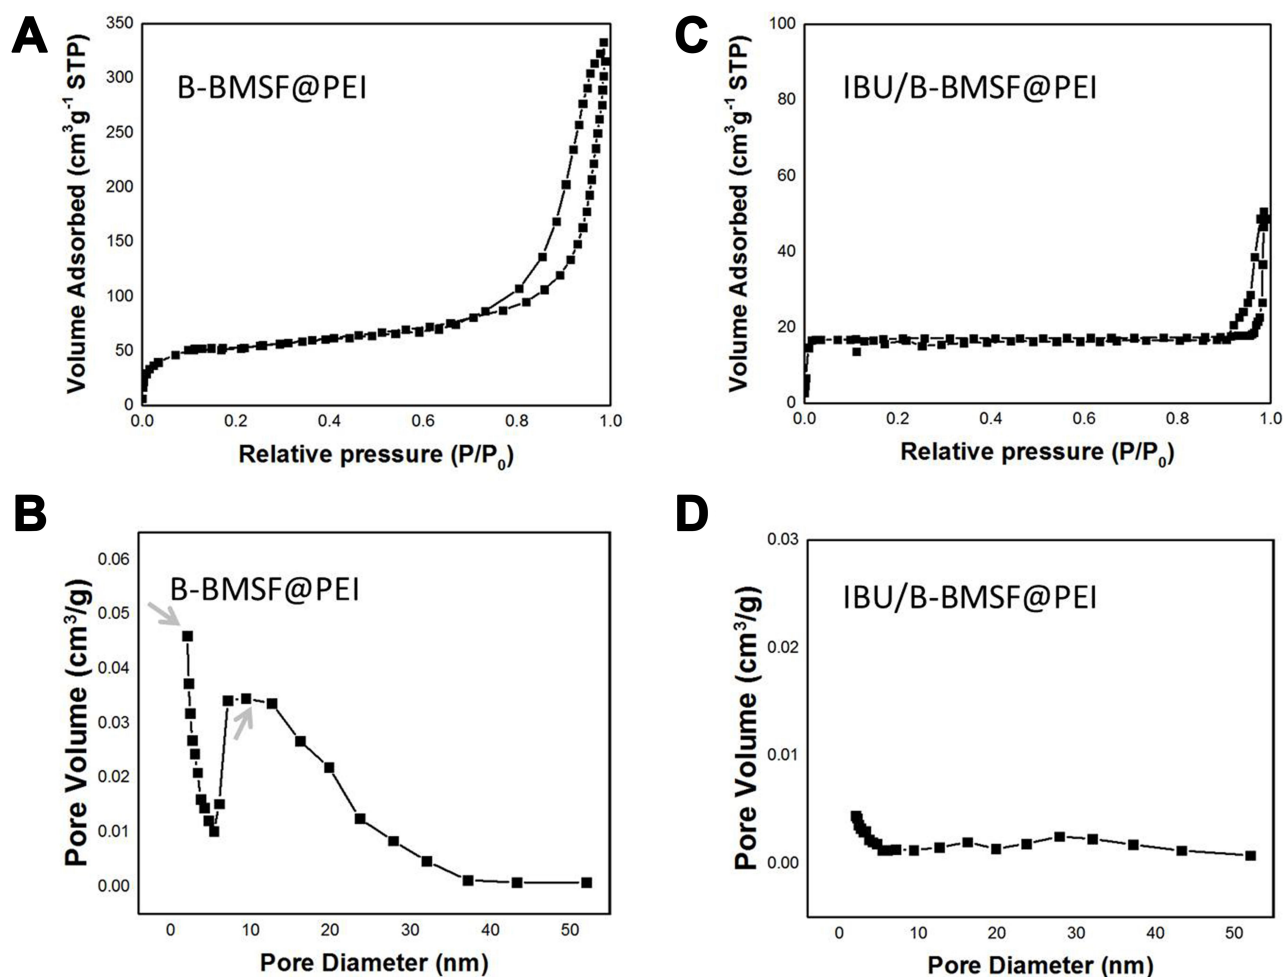 A
B-BMSF@PEI
Volume Adsorbed (cm³g⁻¹ STP)
350
300
250
200
150
100
50
0
0.0 0.2 0.4 0.6 0.8 1.0
Relative pressure (P/P₀)
C
IBU/B-BMSF@PEI
Volume Adsorbed (cm³g⁻¹ STP)
100
80
60
40
20
0
0.0 0.2 0.4 0.6 0.8 1.0
Relative pressure (P/P₀)
B
B-BMSF@PEI
Pore Volume (cm³/g)
0.06
0.05
0.04
0.03
0.02
0.01
0.00
0 10 20 30 40 50
Pore Diameter (nm)
D
IBU/B-BMSF@PEI
Pore Volume (cm³/g)
0.03
0.02
0.01
0.00
0 10 20 30 40 50
Pore Diameter (nm)